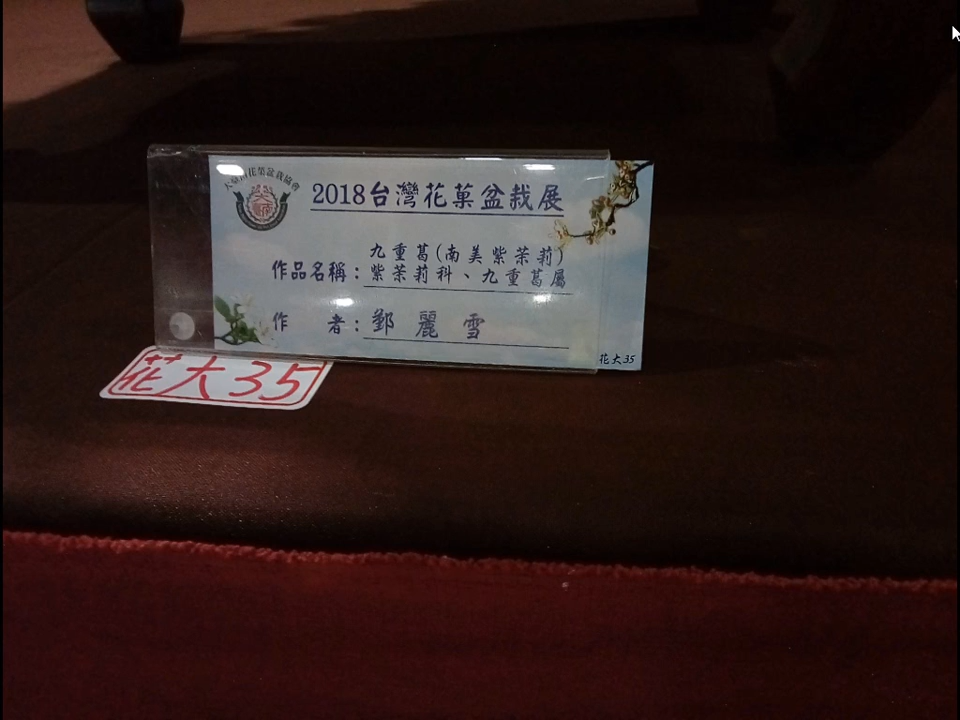 2018台灣花菓盆栽展
九重葛(南美紫茉莉)
作品名稱：紫茉莉科、九重葛屬
作　者：鄞麗雪
花大35
花大35